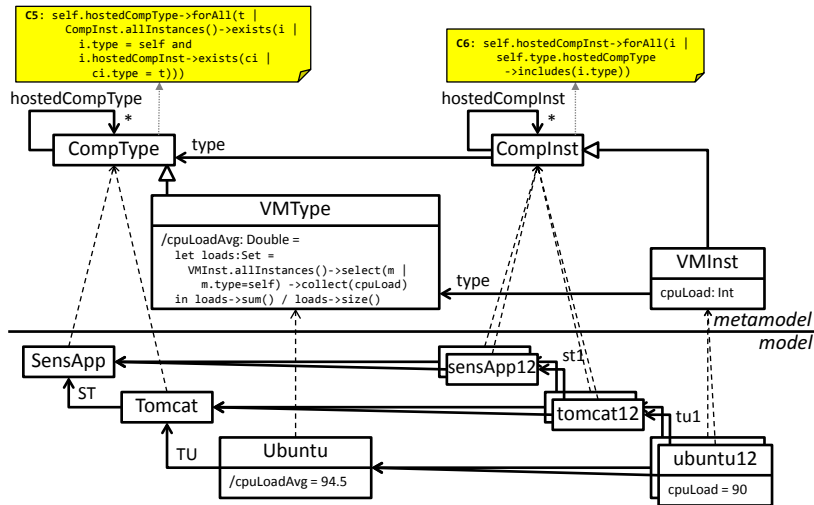 C5: self.hostedCompType->forAll(t |
CompInst.allInstances()->exists(i |
i.type = self and
i.hostedCompInst->exists(ci |
ci.type = t)))
C6: self.hostedCompInst->forAll(i |
self.type.hostedCompType
->includes(i.type))
hostedCompType
*
hostedCompInst
*
CompType
type
CompInst
VMType
/cpuLoadAvg: Double =
let loads:Set =
VMInst.allInstances()->select(m |
m.type=self) ->collect(cpuLoad)
in loads->sum() / loads->size()
type
VMInst
cpuLoad: Int
metamodel
model
SensApp
sensApp12
st1
ST
Tomcat
tomcat12
tu1
TU
Ubuntu
/cpuLoadAvg = 94.5
ubuntu12
cpuLoad = 90